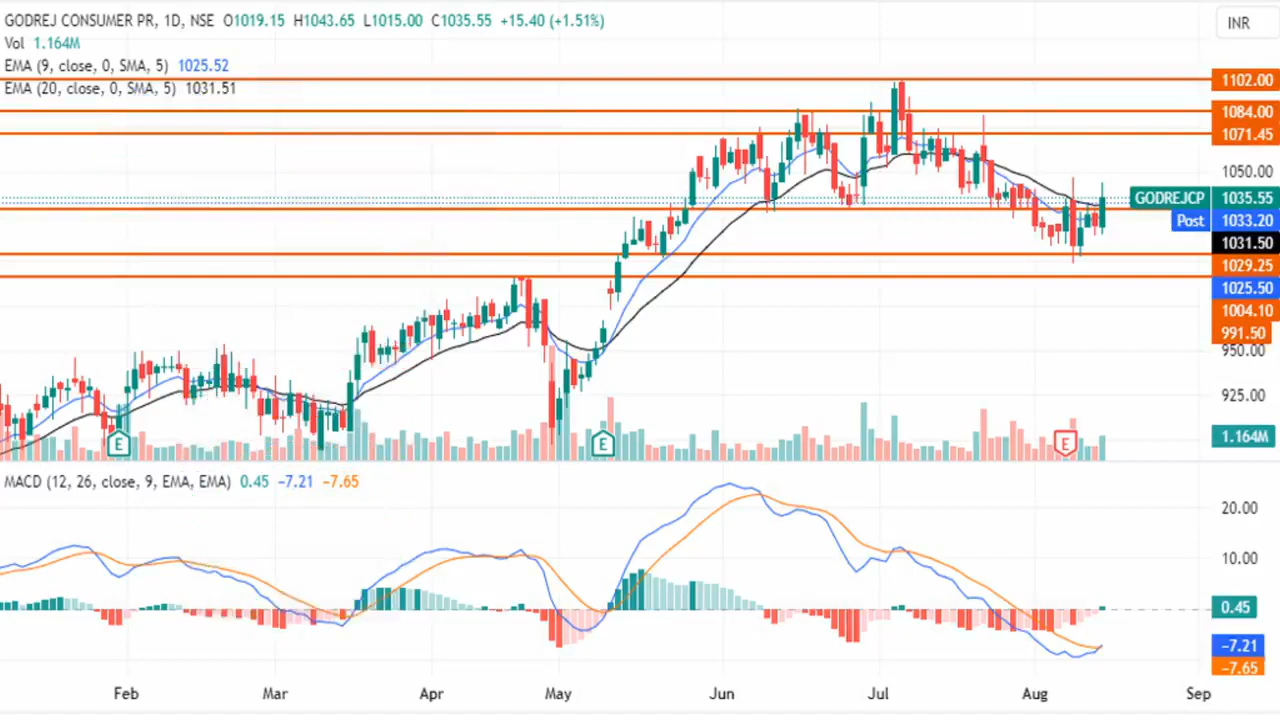 GODREJ CONSUMER PR, 1D, NSE O1019.15 H1043.65 L1015.00 C1035.55 +15.40 (+1.51%)
INR
Vol 1.164M
EMA (9, close, 0, SMA, 5) 1025.52
EMA (20, close, 0, SMA, 5) 1031.51
1102.00
1084.00
1071.45
1050.00
GODREJCP 1035.55
Post 1033.20
1031.50
1029.25
1025.50
1004.10
991.50
950.00
925.00
E E E
1.164M
MACD (12, 26, close, 9, EMA, EMA) 0.45 −7.21 −7.65
20.00
10.00
0.45
−7.21
−7.65
Feb Mar Apr May Jun Jul Aug Sep